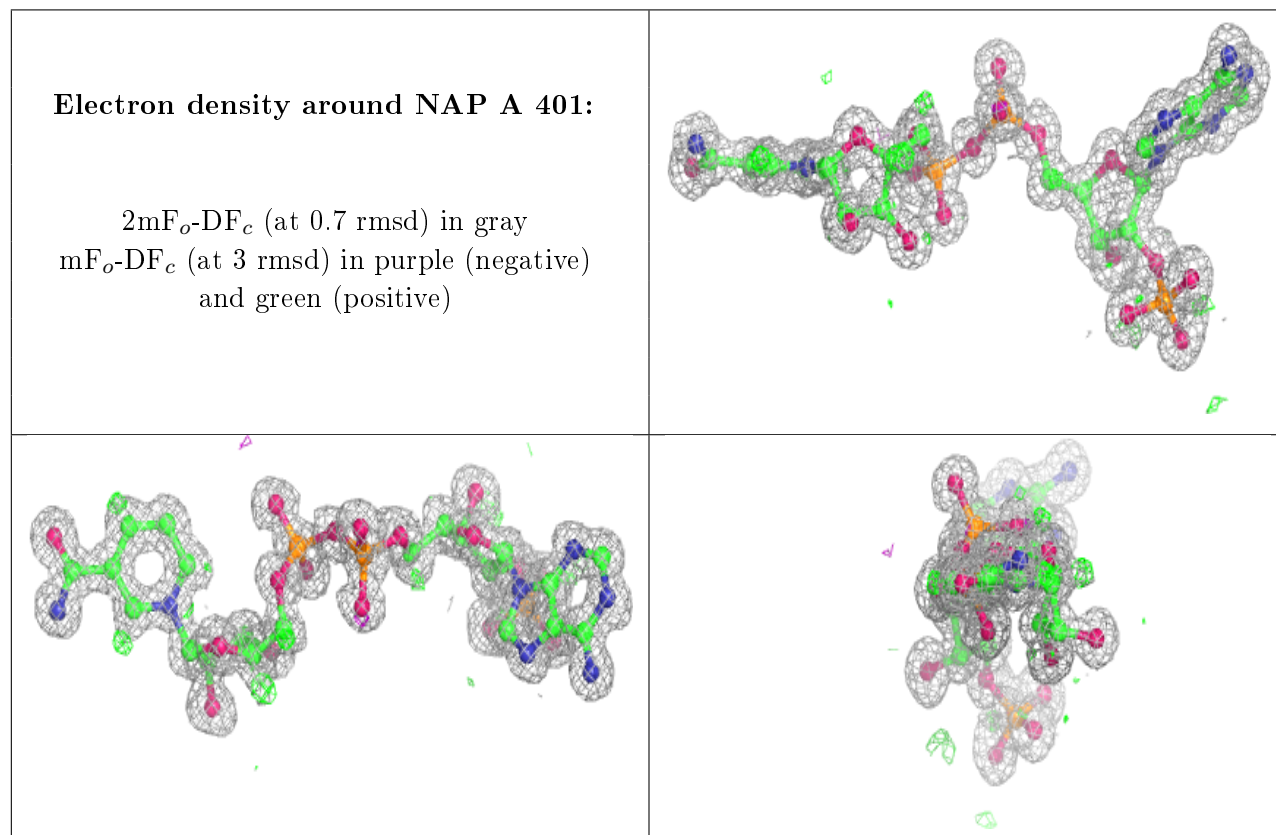 Electron density around NAP A 401:
2mFₒ-DF𝒸 (at 0.7 rmsd) in gray
mFₒ-DF𝒸 (at 3 rmsd) in purple (negative)
and green (positive)